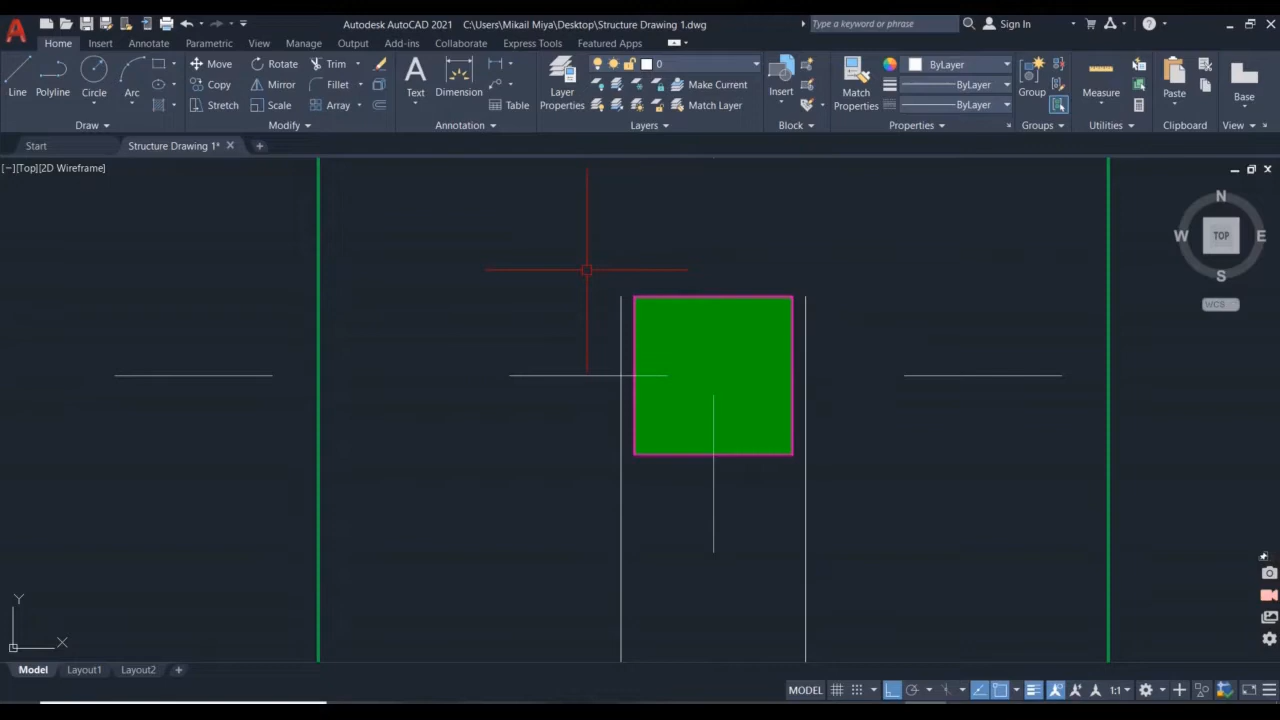 Autodesk AutoCAD 2021 C:\Users\Mikail Miya\Desktop\Structure Drawing 1.dwg Type a keyword or phrase Sign In
Home Insert Annotate Parametric View Manage Output Add-ins Collaborate Express Tools Featured Apps
Line Polyline Circle Arc
Draw
Move Rotate Trim
Copy Mirror Fillet
Stretch Scale Array
Modify
Text Dimension Table
Annotation
Layer Properties 0
Make Current
Match Layer
Layers
Insert
Block
Match Properties ByLayer
ByLayer
ByLayer
Properties
Group
Groups
Measure
Utilities
Paste
Clipboard
Base
View
Start Structure Drawing 1*
[−][Top][2D Wireframe]
N
W TOP E
S
WCS
Y
X
Model Layout1 Layout2
MODEL 1:1